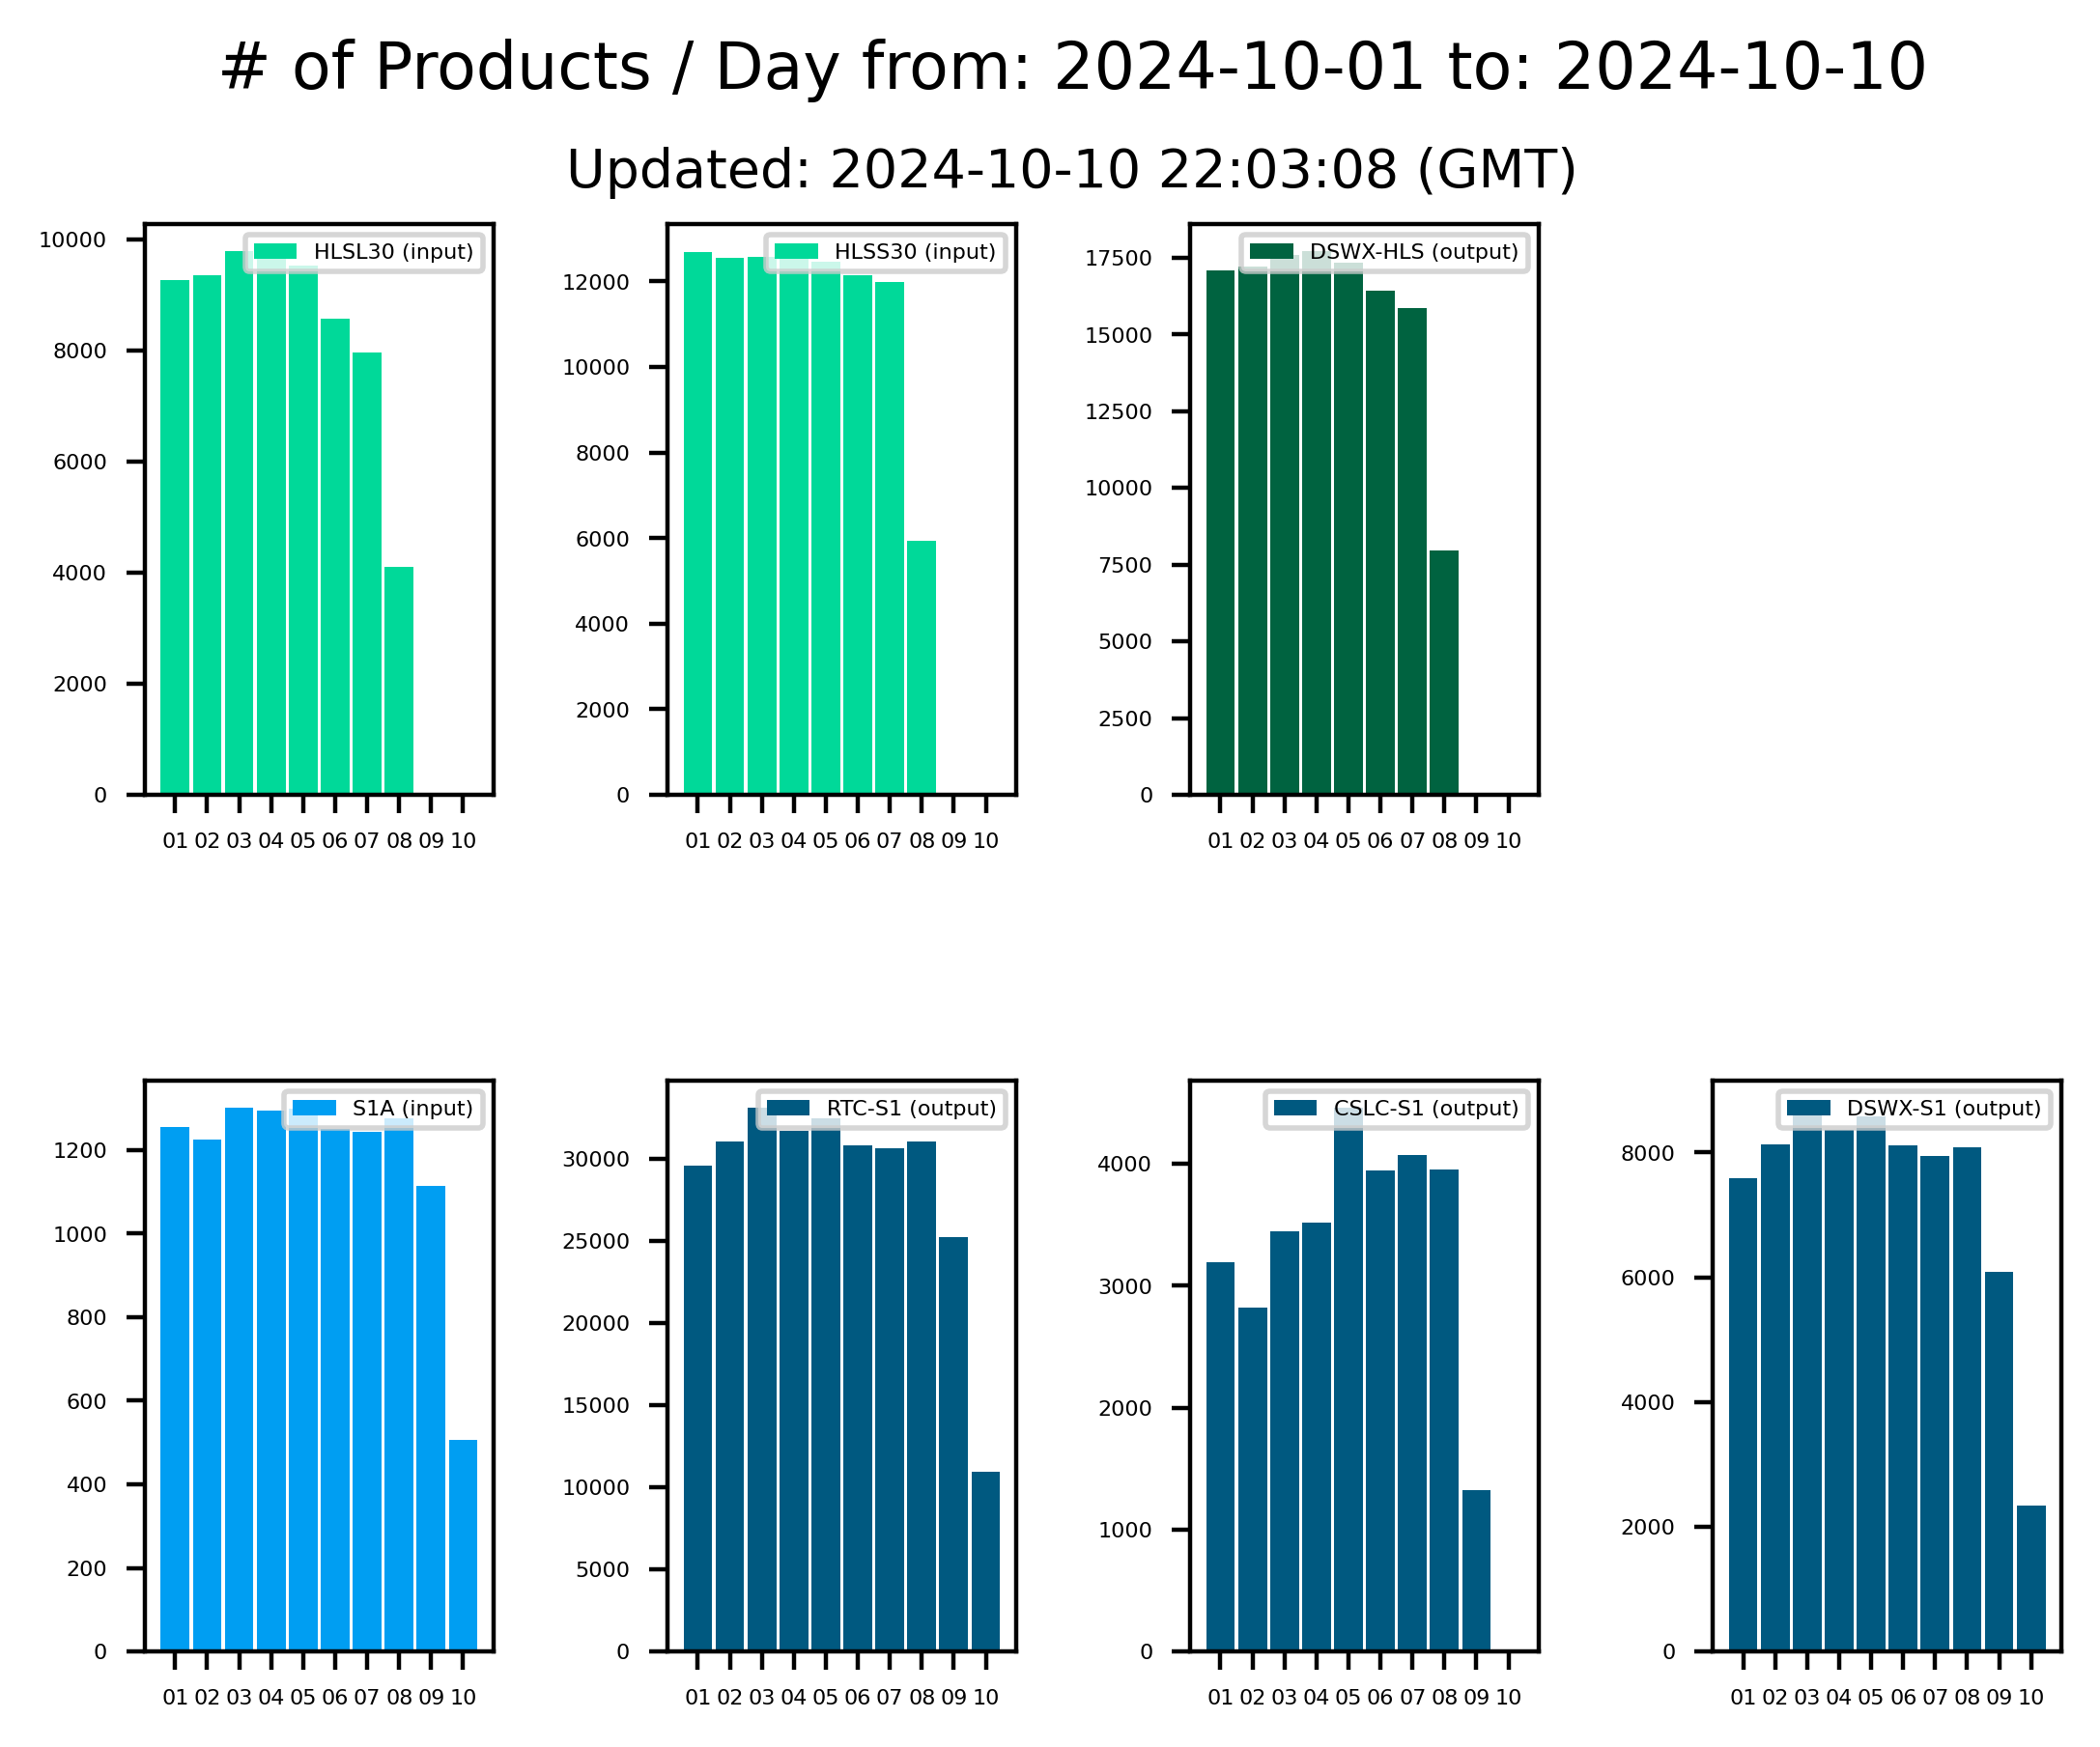 # of Products / Day from: 2024-10-01 to: 2024-10-10
Updated: 2024-10-10 22:03:08 (GMT)
HLSL30 (input)
10000
8000
6000
4000
2000
0
01 02 03 04 05 06 07 08 09 10
HLSS30 (input)
12000
10000
8000
6000
4000
2000
0
01 02 03 04 05 06 07 08 09 10
DSWX-HLS (output)
17500
15000
12500
10000
7500
5000
2500
0
01 02 03 04 05 06 07 08 09 10
S1A (input)
1200
1000
800
600
400
200
0
01 02 03 04 05 06 07 08 09 10
RTC-S1 (output)
30000
25000
20000
15000
10000
5000
0
01 02 03 04 05 06 07 08 09 10
CSLC-S1 (output)
4000
3000
2000
1000
0
01 02 03 04 05 06 07 08 09 10
DSWX-S1 (output)
8000
6000
4000
2000
0
01 02 03 04 05 06 07 08 09 10